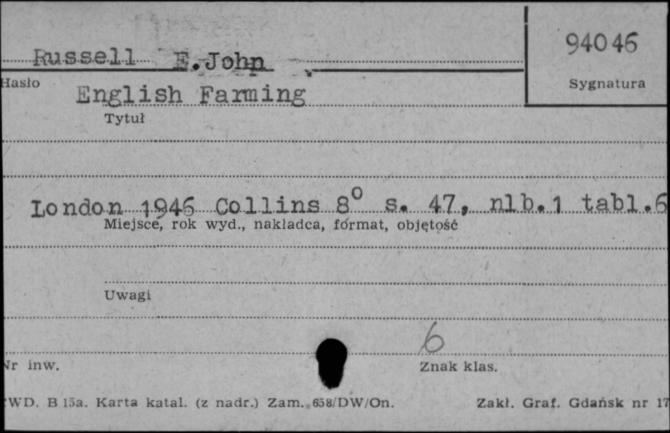 94046
Russell E.John
Hasło
Sygnatura
English Farming
Tytuł
London 1946 Collins 8⁰ s. 47, nlb.1 tabl.6
Miejsce, rok wyd., nakładca, format, objętość
Uwagi
6
Nr inw.
Znak klas.
WD. B 15a. Karta katal. (z nadr.) Zam. 658/DW/On.
Zakł. Graf. Gdańsk nr 17